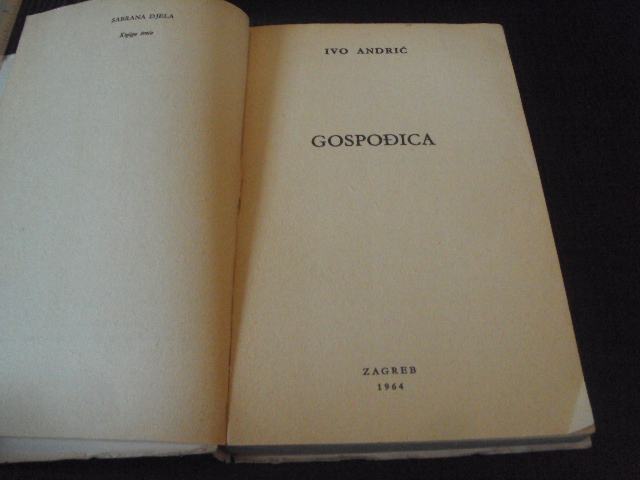 SABRANA DJELA
Knjiga treća
IVO ANDRIĆ
GOSPOĐICA
ZAGREB
1964